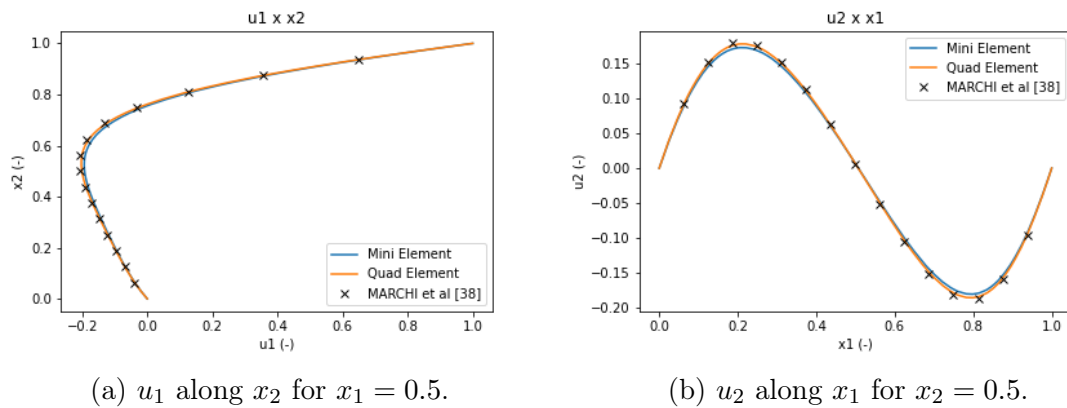 u1 x x2
1.0
0.8
0.6
0.4
0.2
0.0
x2 (-)
Mini Element
Quad Element
MARCHI et al [38]
−0.2 0.0 0.2 0.4 0.6 0.8 1.0
u1 (-)
(a) u₁ along x₂ for x₁ = 0.5.
u2 x x1
0.15
0.10
0.05
0.00
−0.05
−0.10
−0.15
−0.20
u2 (-)
Mini Element
Quad Element
MARCHI et al [38]
0.0 0.2 0.4 0.6 0.8 1.0
x1 (-)
(b) u₂ along x₁ for x₂ = 0.5.